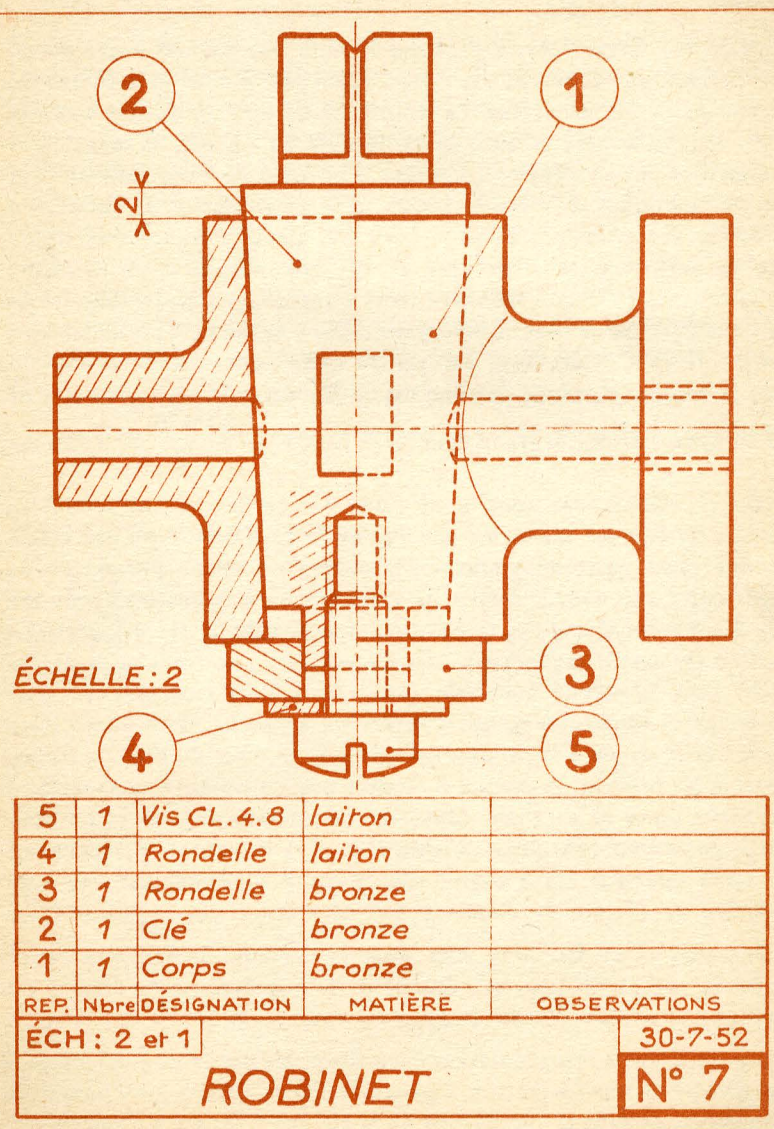 2
1
2
ÉCHELLE : 2
3
4
5
5 1 Vis CL.4.8 laiton
4 1 Rondelle laiton
3 1 Rondelle bronze
2 1 Clé bronze
1 1 Corps bronze
REP. Nbre DÉSIGNATION MATIÈRE OBSERVATIONS
ÉCH : 2 et 1 30-7-52
ROBINET N° 7